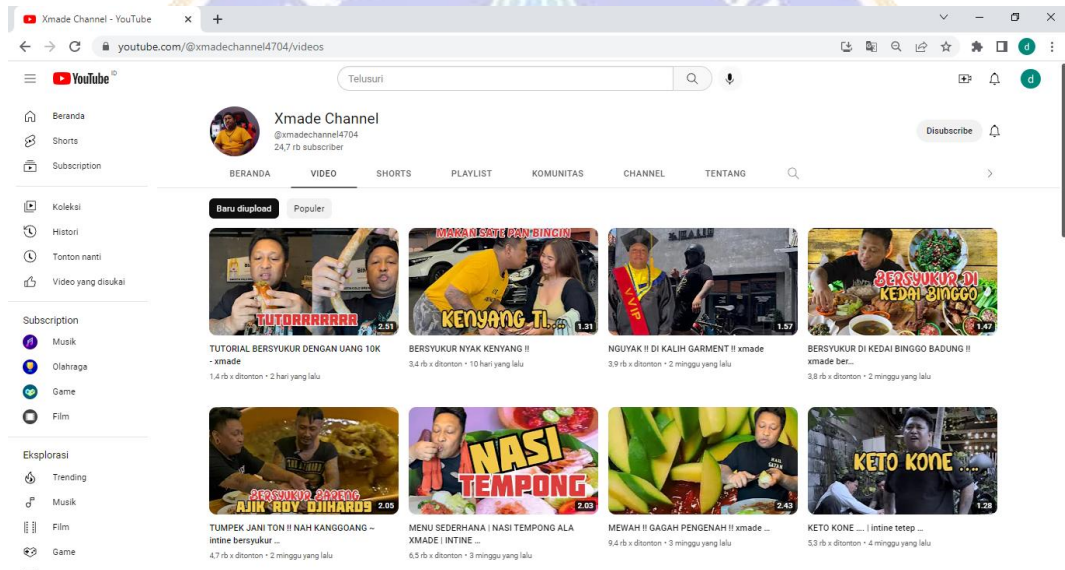 Xmade Channel - YouTube
youtube.com/@xmadechannel4704/videos
d
YouTube ID
Telusuri
d
Beranda
Shorts
Subscription
Koleksi
Histori
Tonton nanti
Video yang disukai
Subscription
Musik
Olahraga
Game
Film
Eksplorasi
Trending
Musik
Film
Game
Xmade Channel
@xmadechannel4704
24,7 rb subscriber
Disubscribe
BERANDA VIDEO SHORTS PLAYLIST KOMUNITAS CHANNEL TENTANG
Baru diupload Populer
TUTORRRRRRR
2.51
TUTORIAL BERSYUKUR DENGAN UANG 10K
- xmade
1,4 rb x ditonton • 2 hari yang lalu
MAKAN SATE PAN BINGIN
KENYANG TI...
1.31
BERSYUKUR NYAK KENYANG !!
3,4 rb x ditonton • 10 hari yang lalu
VVIP
1.57
NGUYAK !! DI KALIH GARMENT !! xmade
3,9 rb x ditonton • 2 minggu yang lalu
BERSYUKUR DI
KEDAI BINGGO
1.47
BERSYUKUR DI KEDAI BINGGO BADUNG !!
xmade ber...
3,8 rb x ditonton • 2 minggu yang lalu
BERSYUKUR BARENG
AJIK ROY DJIHARD9
2.05
TUMPEK JANI TON !! NAH KANGGOANG ~
intine bersyukur ...
4,7 rb x ditonton • 2 minggu yang lalu
NASI
TEMPONG
2.03
MENU SEDERHANA | NASI TEMPONG ALA
XMADE | INTINE ...
6,5 rb x ditonton • 3 minggu yang lalu
2.43
MEWAH !! GAGAH PENGENAH !! xmade ...
9,4 rb x ditonton • 3 minggu yang lalu
KETO KONE ...
1.28
KETO KONE .... | intine tetep ...
5,3 rb x ditonton • 4 minggu yang lalu